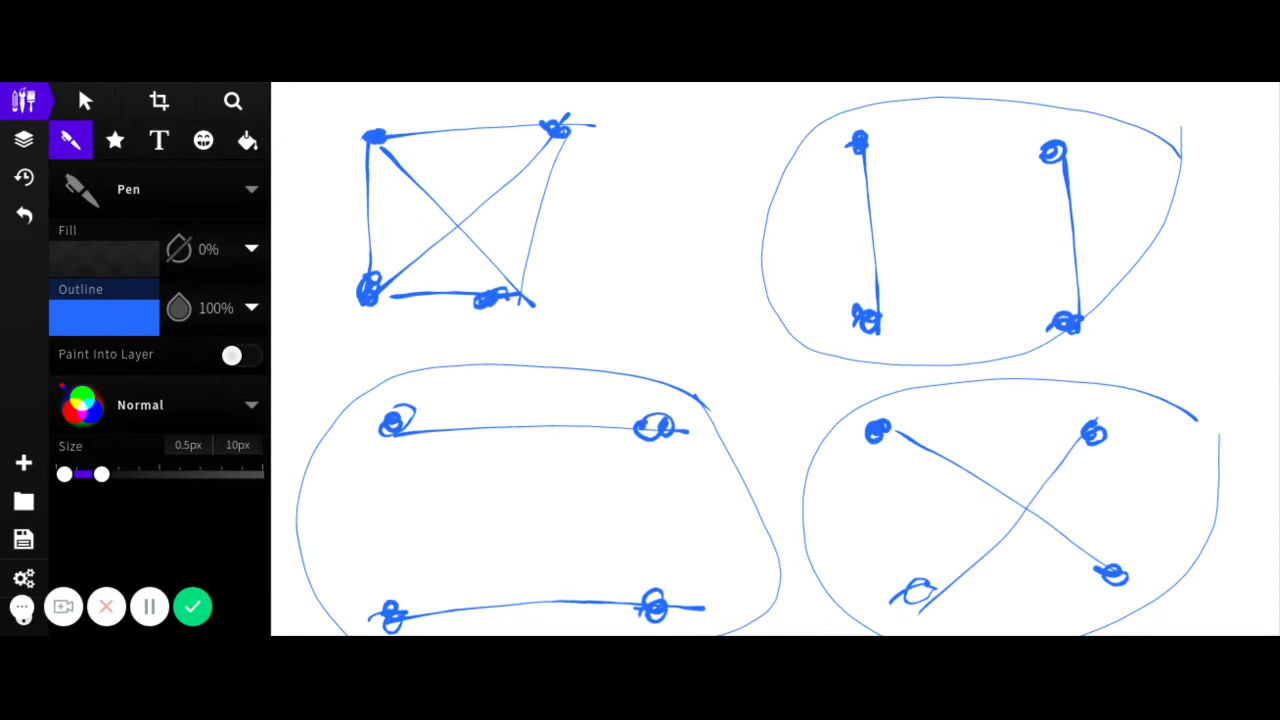 T
Pen
Fill
0%
Outline
100%
Paint Into Layer
Normal
Size
0.5px
10px